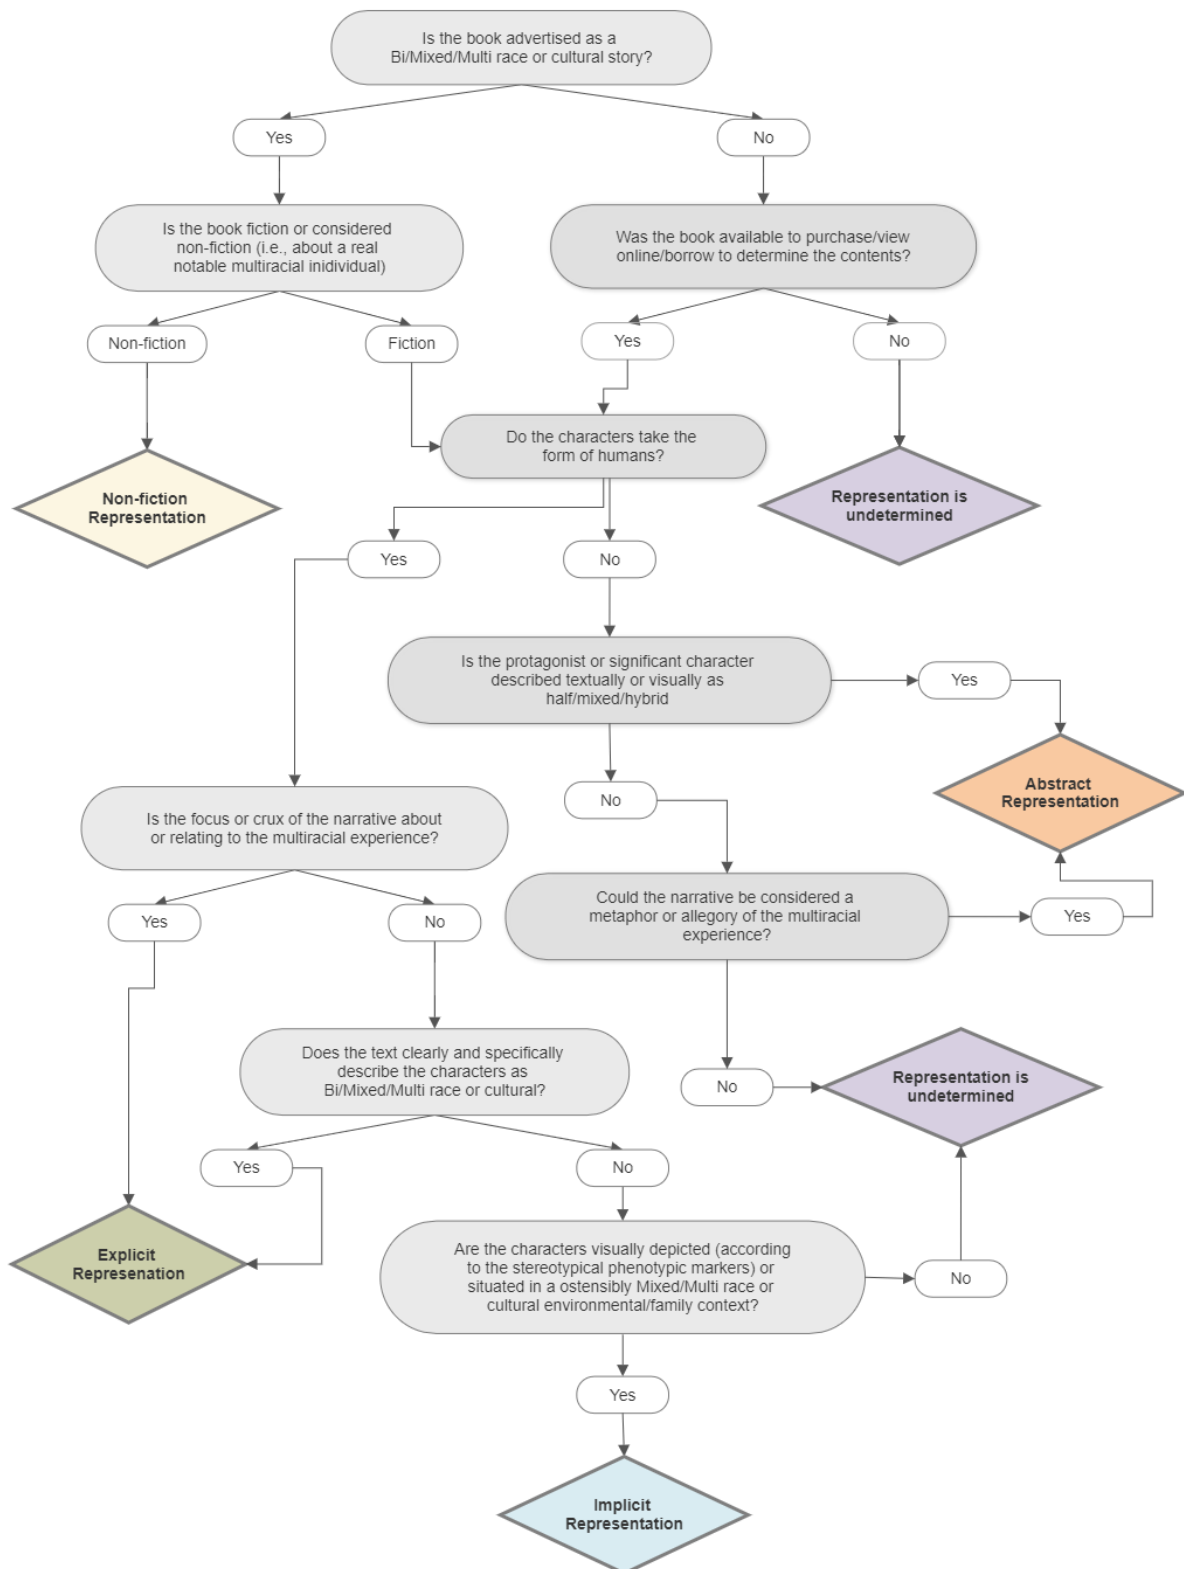 Is the book advertised as a
Bi/Mixed/Multi race or cultural story?
Yes
No
Is the book fiction or considered
non-fiction (i.e., about a real
notable multiracial inidividual)
Was the book available to purchase/view
online/borrow to determine the contents?
Non-fiction
Fiction
Yes
No
Do the characters take the
form of humans?
Non-fiction
Representation
Representation is
undetermined
Yes
No
Is the protagonist or significant character
described textually or visually as
half/mixed/hybrid
Yes
Abstract
Representation
No
Is the focus or crux of the narrative about
or relating to the multiracial experience?
Could the narrative be considered a
metaphor or allegory of the multiracial
experience?
Yes
Yes
No
Does the text clearly and specifically
describe the characters as
Bi/Mixed/Multi race or cultural?
No
Representation is
undetermined
Yes
No
Explicit
Represenation
Are the characters visually depicted (according
to the stereotypical phenotypic markers) or
situated in a ostensibly Mixed/Multi race or
cultural environmental/family context?
No
Yes
Implicit
Representation